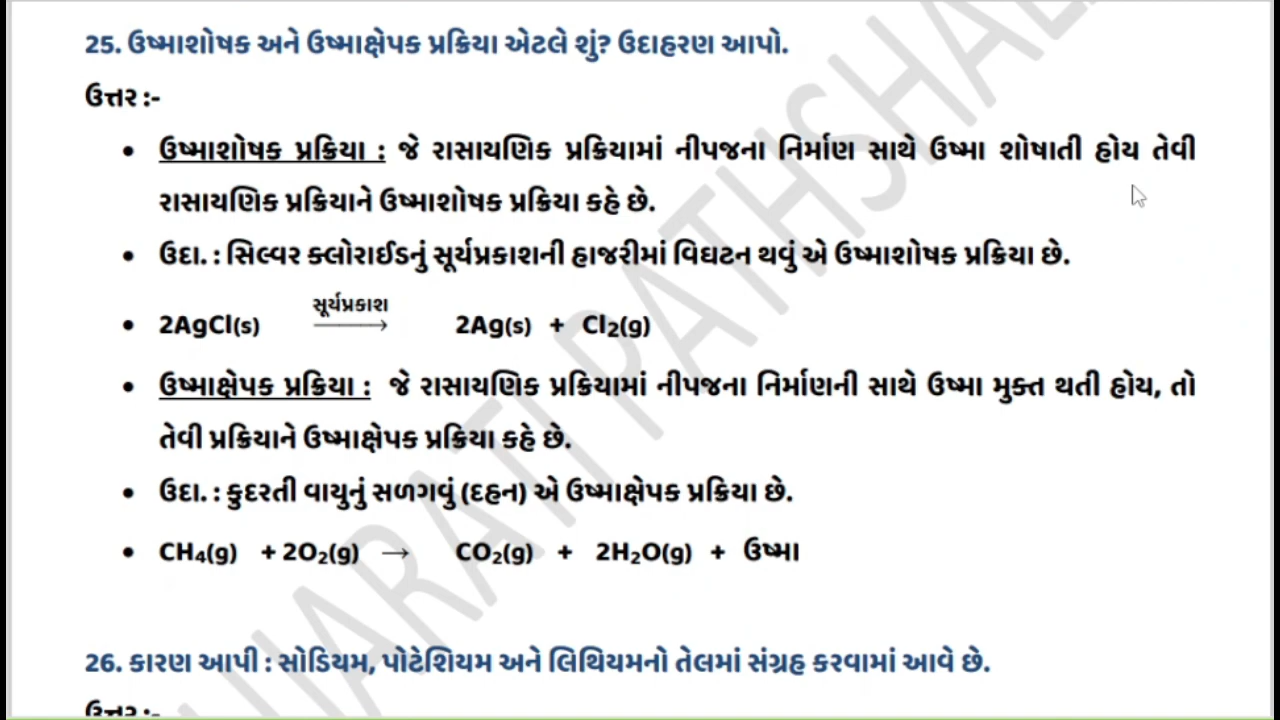 25. ઉષ્માશોષક અને ઉષ્માક્ષેપક પ્રક્રિયા એટલે શું? ઉદાહરણ આપો.
ઉત્તર :-
• ઉષ્માશોષક પ્રક્રિયા : જે રાસાયણિક પ્રક્રિયામાં નીપજના નિર્માણ સાથે ઉષ્મા શોષાતી હોય તેવી
રાસાયણિક પ્રક્રિયાને ઉષ્માશોષક પ્રક્રિયા કહે છે.
• ઉદા. : સિલ્વર ક્લોરાઈડનું સૂર્યપ્રકાશની હાજરીમાં વિઘટન થવું એ ઉષ્માશોષક પ્રક્રિયા છે.
સૂર્યપ્રકાશ
• 2AgCl(s) ⟶ 2Ag(s) + Cl₂(g)
• ઉષ્માક્ષેપક પ્રક્રિયા : જે રાસાયણિક પ્રક્રિયામાં નીપજના નિર્માણની સાથે ઉષ્મા મુક્ત થતી હોય, તો
તેવી પ્રક્રિયાને ઉષ્માક્ષેપક પ્રક્રિયા કહે છે.
• ઉદા. : કુદરતી વાયુનું સળગવું (દહન) એ ઉષ્માક્ષેપક પ્રક્રિયા છે.
• CH₄(g) + 2O₂(g) → CO₂(g) + 2H₂O(g) + ઉષ્મા
26. કારણ આપી : સોડિયમ, પોટેશિયમ અને લિથિયમનો તેલમાં સંગ્રહ કરવામાં આવે છે.
ઉત્તર :-